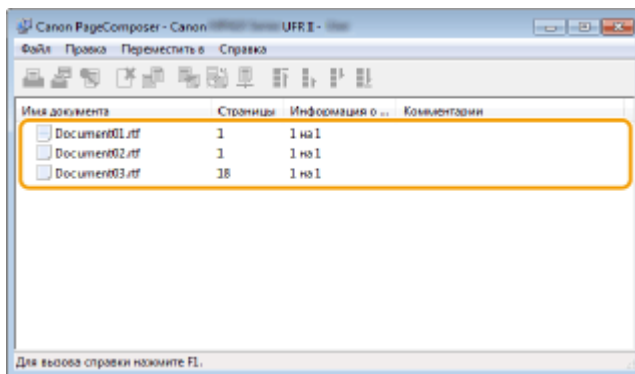 Canon PageComposer - Canon UFR II -
Файл Правка Переместить в Справка
Имя документа Страницы Информация о ... Комментарии
Document01.rtf 1 1 на 1
Document02.rtf 1 1 на 1
Document03.rtf 18 1 на 1
Для вызова справки нажмите F1.